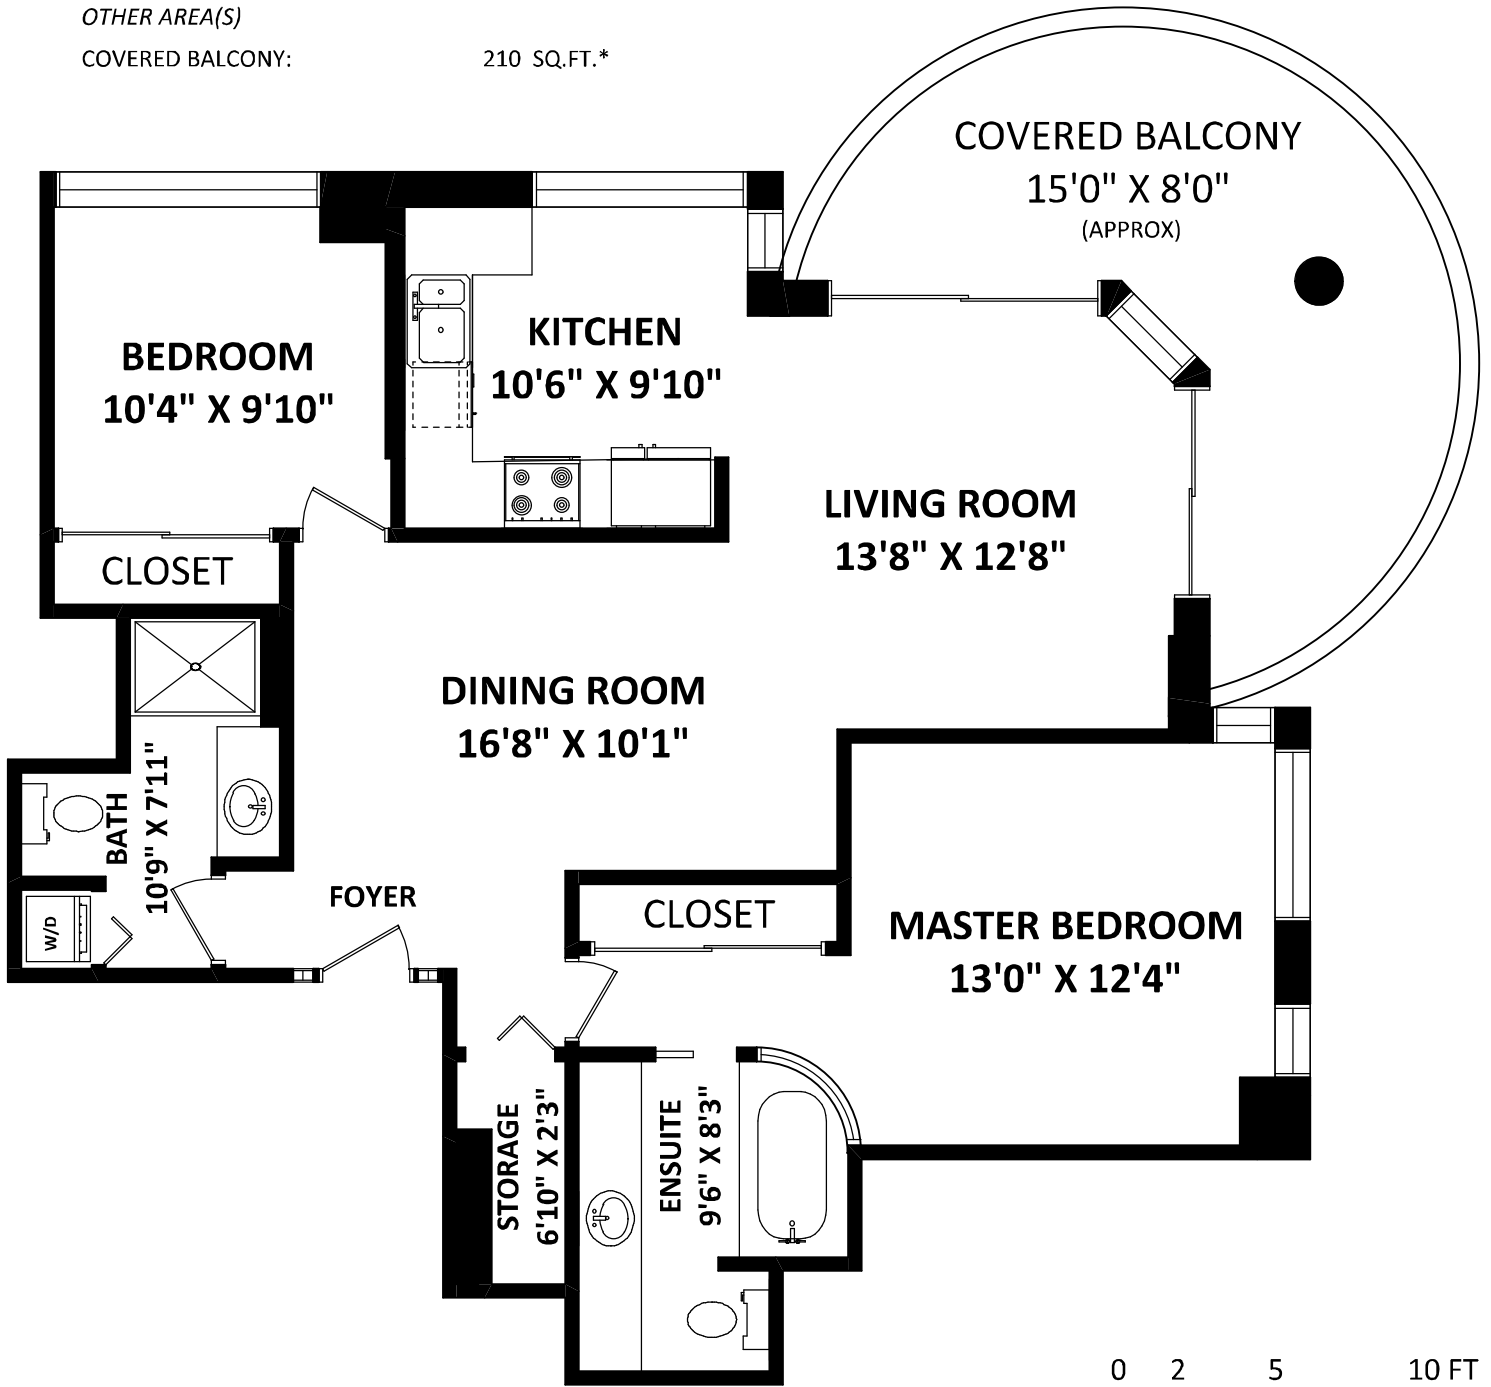 OTHER AREA(S)
COVERED BALCONY: 210 SQ.FT.*
COVERED BALCONY
15'0" X 8'0"
(APPROX)
KITCHEN
10'6" X 9'10"
BEDROOM
10'4" X 9'10"
LIVING ROOM
13'8" X 12'8"
CLOSET
DINING ROOM
16'8" X 10'1"
BATH
10'9" X 7'11"
FOYER
W/D
CLOSET
MASTER BEDROOM
13'0" X 12'4"
STORAGE
6'10" X 2'3"
ENSUITE
9'6" X 8'3"
0 2 5 10 FT